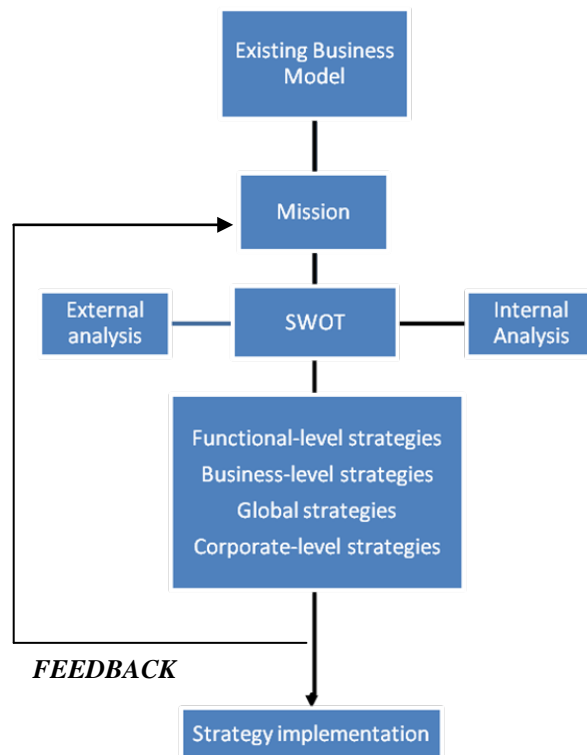 Existing Business
Model
Mission
External
analysis
SWOT
Internal
Analysis
Functional-level strategies
Business-level strategies
Global strategies
Corporate-level strategies
FEEDBACK
Strategy implementation